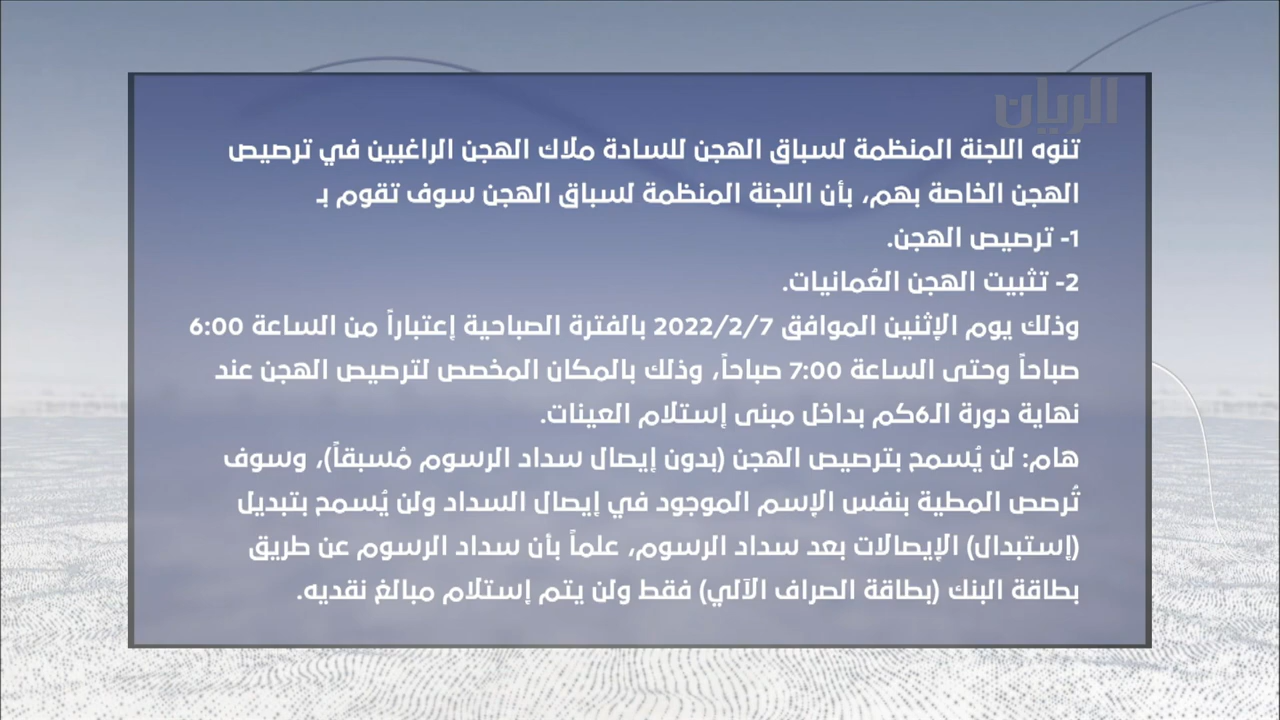 الريان
تنوه اللجنة المنظمة لسباق الهجن للسادة ملاك الهجن الراغبين في ترصيص
الهجن الخاصة بهم، بأن اللجنة المنظمة لسباق الهجن سوف تقوم بـ
1- ترصيص الهجن.
2- تثبيت الهجن العُمانيات.
وذلك يوم الإثنين الموافق 2022/2/7 بالفترة الصباحية إعتباراً من الساعة 6:00
صباحاً وحتى الساعة 7:00 صباحاً، وذلك بالمكان المخصص لترصيص الهجن عند
نهاية دورة الـ6كم بداخل مبنى إستلام العينات.
هام: لن يُسمح بترصيص الهجن (بدون إيصال سداد الرسوم مُسبقاً)، وسوف
تُرصص المطية بنفس الإسم الموجود في إيصال السداد ولن يُسمح بتبديل
(إستبدال) الإيصالات بعد سداد الرسوم، علماً بأن سداد الرسوم عن طريق
بطاقة البنك (بطاقة الصراف الآلي) فقط ولن يتم إستلام مبالغ نقديه.